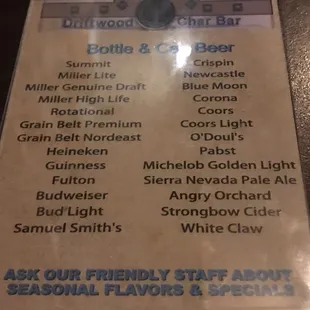 Driftwood Char Bar
Bottle & Can Beer
Summit
Miller Lite
Miller Genuine Draft
Miller High Life
Rotational
Grain Belt Premium
Grain Belt Nordeast
Heineken
Guinness
Fulton
Budweiser
Bud Light
Samuel Smith's
Crispin
Newcastle
Blue Moon
Corona
Coors
Coors Light
O'Doul's
Pabst
Michelob Golden Light
Sierra Nevada Pale Ale
Angry Orchard
Strongbow Cider
White Claw
ASK OUR FRIENDLY STAFF ABOUT
SEASONAL FLAVORS & SPECIALS